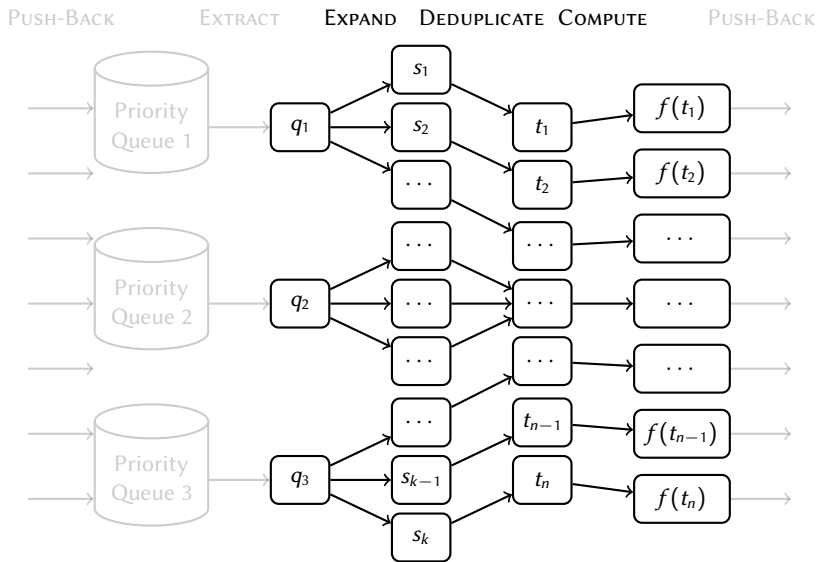 PUSH-BACK EXTRACT EXPAND DEDUPLICATE COMPUTE PUSH-BACK
Priority
Queue 1
q₁
s₁
s₂
· · ·
t₁
t₂
· · ·
f(t₁)
f(t₂)
· · ·
Priority
Queue 2
q₂
· · ·
· · ·
· · ·
· · ·
· · ·
Priority
Queue 3
q₃
· · ·
sₖ₋₁
sₖ
· · ·
tₙ₋₁
tₙ
· · ·
f(tₙ₋₁)
f(tₙ)